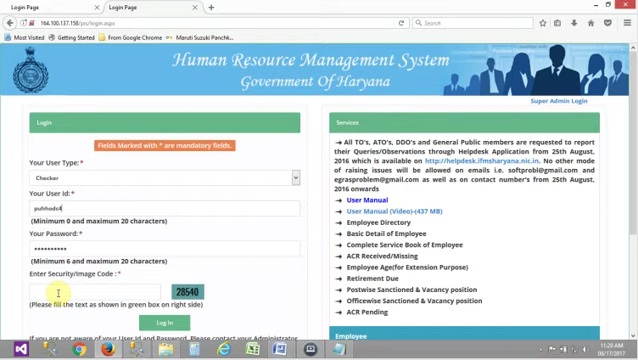 Login Page
Login Page
164.100.137.158/pis/login.aspx
Search
Most Visited
Getting Started
From Google Chrome
Maruti Suzuki Panchk...
Human Resource Management System
Government Of Haryana
Super Admin Login
Login
Fields Marked with * are mandatory fields.
Your User Type: *
Checker
Your User Id: *
puhhodc4
(Minimum 0 and maximum 20 characters)
Your Password: *
(Minimum 6 and maximum 20 characters)
Enter Security/Image Code : *
28540
(Please fill the text as shown in green box on right side)
Log In
If you are not aware of your User Id and Password, Please contact your Administrator
Services
All TO's, ATO's, DDO's and General Public members are requested to report their Queries/Observations through Helpdesk Application from 25th August, 2016 which is available on http://helpdesk.ifmsharyana.nic.in. No other mode of raising issues will be allowed on emails i.e. softprobl@gmail.com and egrasproblem@gmail.com as well as on contact number's from 25th August, 2016 onwards
User Manual
User Manual (Video)-(437 MB)
Employee Directory
Basic Detail of Employee
Complete Service Book of Employee
ACR Received/Missing
Employee Age(for Extension Purpose)
Retirement Due
Postwise Sanctioned & Vacant Position
Officewise Sanctioned & Vacant Position
ACR Pending
Employee
11:28 AM
08/17/2017